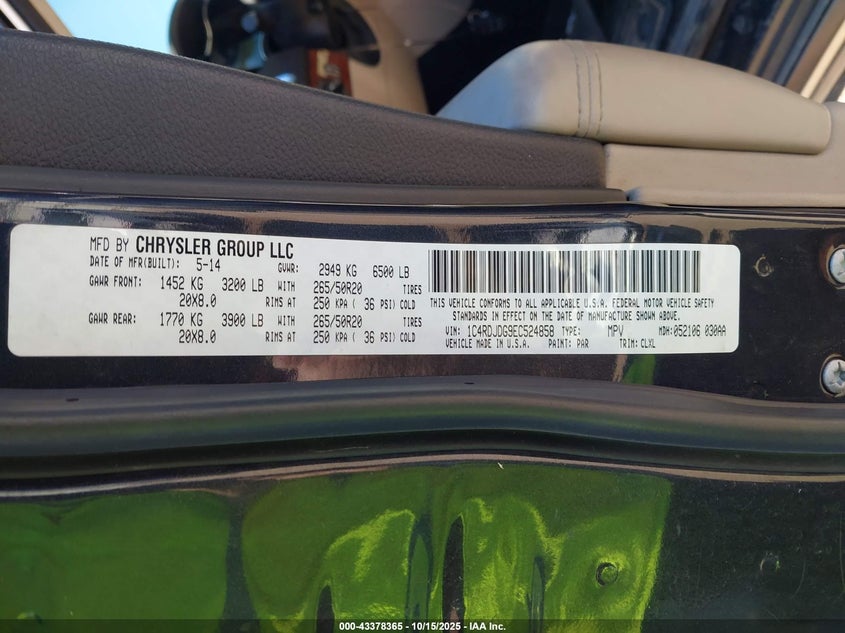 MFD BY CHRYSLER GROUP LLC
DATE OF MFR(BUILT): 5-14 GVWR: 2949 KG 6500 LB
GAWR FRONT: 1452 KG 3200 LB WITH 265/50R20 TIRES
20X8.0 RIMS AT 250 KPA ( 36 PSI) COLD
GAWR REAR: 1770 KG 3900 LB WITH 265/50R20 TIRES
20X8.0 RIMS AT 250 KPA ( 36 PSI) COLD
THIS VEHICLE CONFORMS TO ALL APPLICABLE U.S.A. FEDERAL MOTOR VEHICLE SAFETY
STANDARDS IN EFFECT ON THE DATE OF MANUFACTURE SHOWN ABOVE.
VIN: 1C4RDJDG9EC524858 TYPE: MPV MDH: 052106 030AA
VEHICLE MADE IN U.S.A. PAINT: PAR TRIM: CLXL
000-43378365 - 10/15/2025 - IAA Inc.